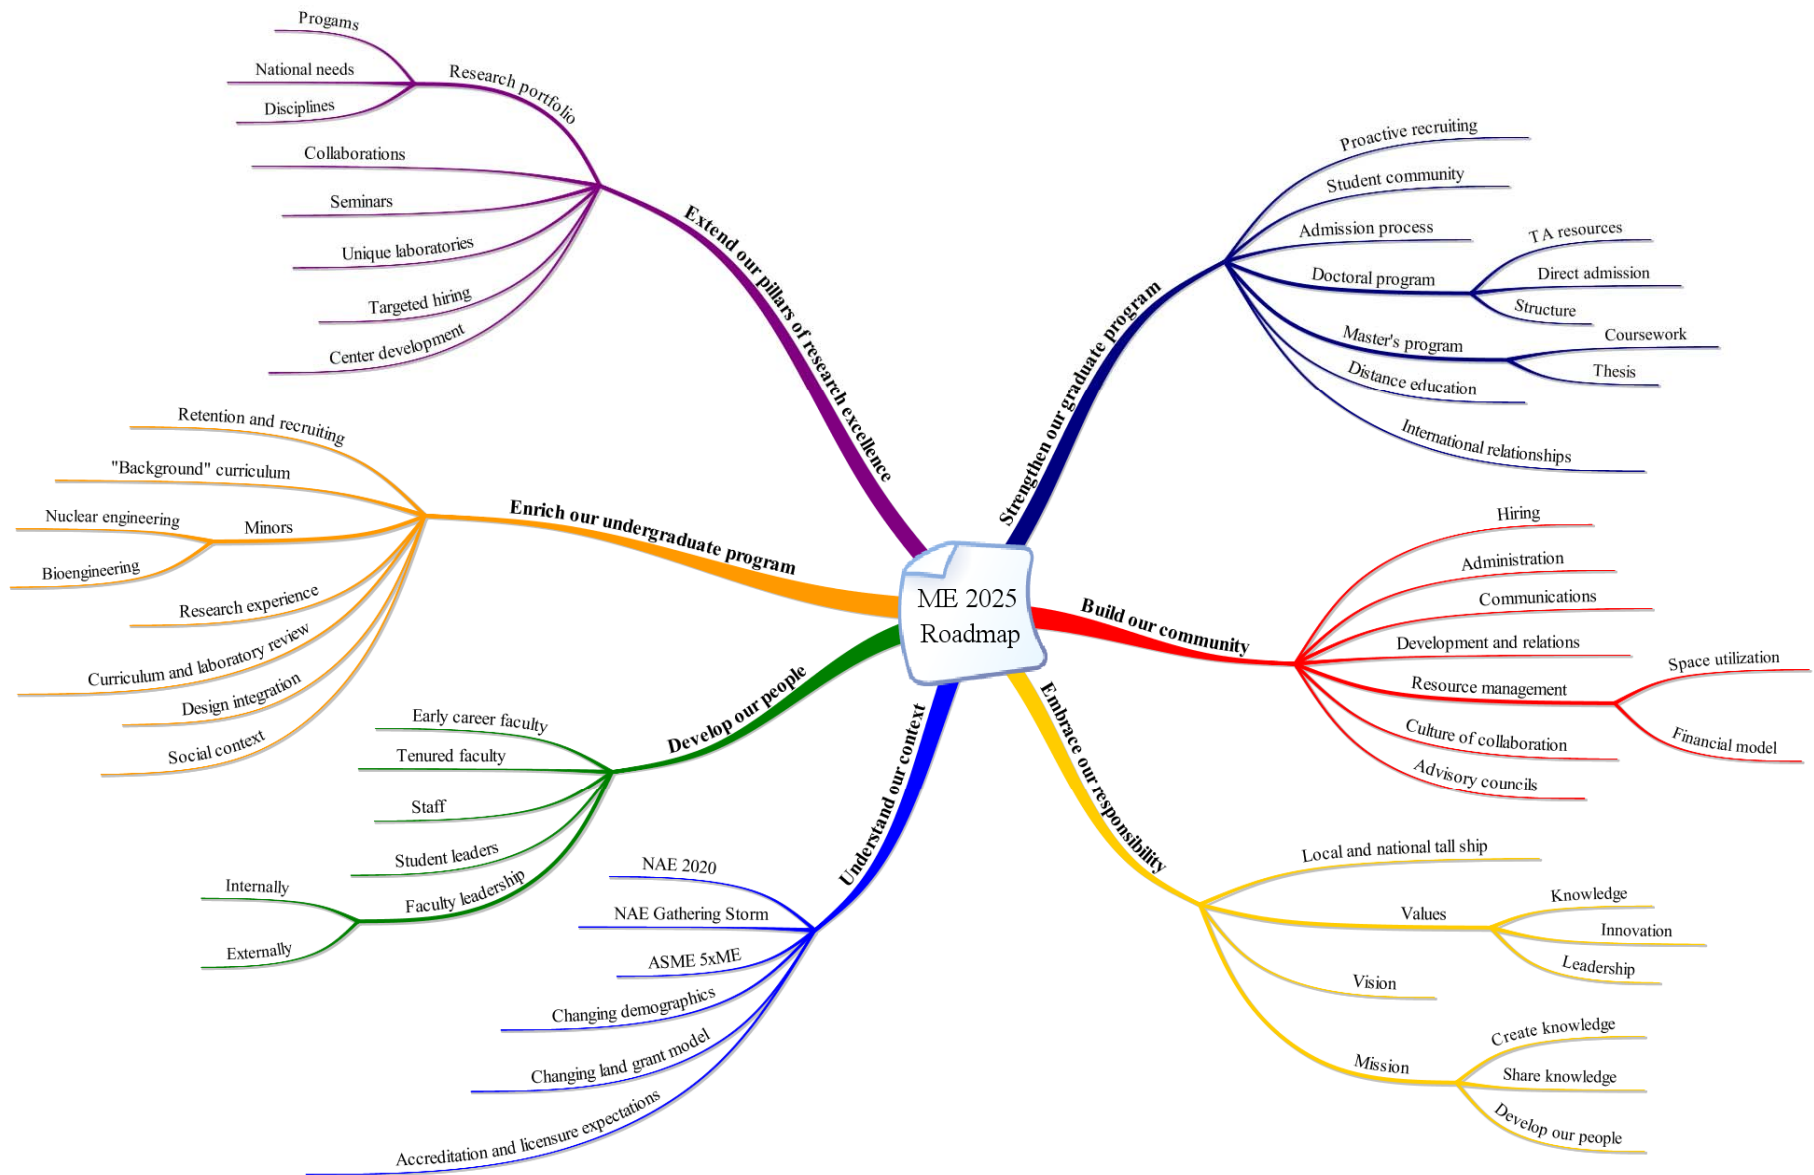 ME 2025
Roadmap
Extend our pillars of research excellence
Research portfolio
Progams
National needs
Disciplines
Collaborations
Seminars
Unique laboratories
Targeted hiring
Center development
Enrich our undergraduate program
Retention and recruiting
"Background" curriculum
Minors
Nuclear engineering
Bioengineering
Research experience
Curriculum and laboratory review
Design integration
Social context
Develop our people
Early career faculty
Tenured faculty
Staff
Student leaders
Faculty leadership
Internally
Externally
Understand our context
NAE 2020
NAE Gathering Storm
ASME 5xME
Changing demographics
Changing land grant model
Accreditation and licensure expectations
Strengthen our graduate program
Proactive recruiting
Student community
Admission process
Doctoral program
TA resources
Direct admission
Structure
Master's program
Coursework
Thesis
Distance education
International relationships
Build our community
Hiring
Administration
Communications
Development and relations
Resource management
Space utilization
Financial model
Culture of collaboration
Advisory councils
Embrace our responsibility
Local and national tall ship
Values
Knowledge
Innovation
Leadership
Vision
Mission
Create knowledge
Share knowledge
Develop our people